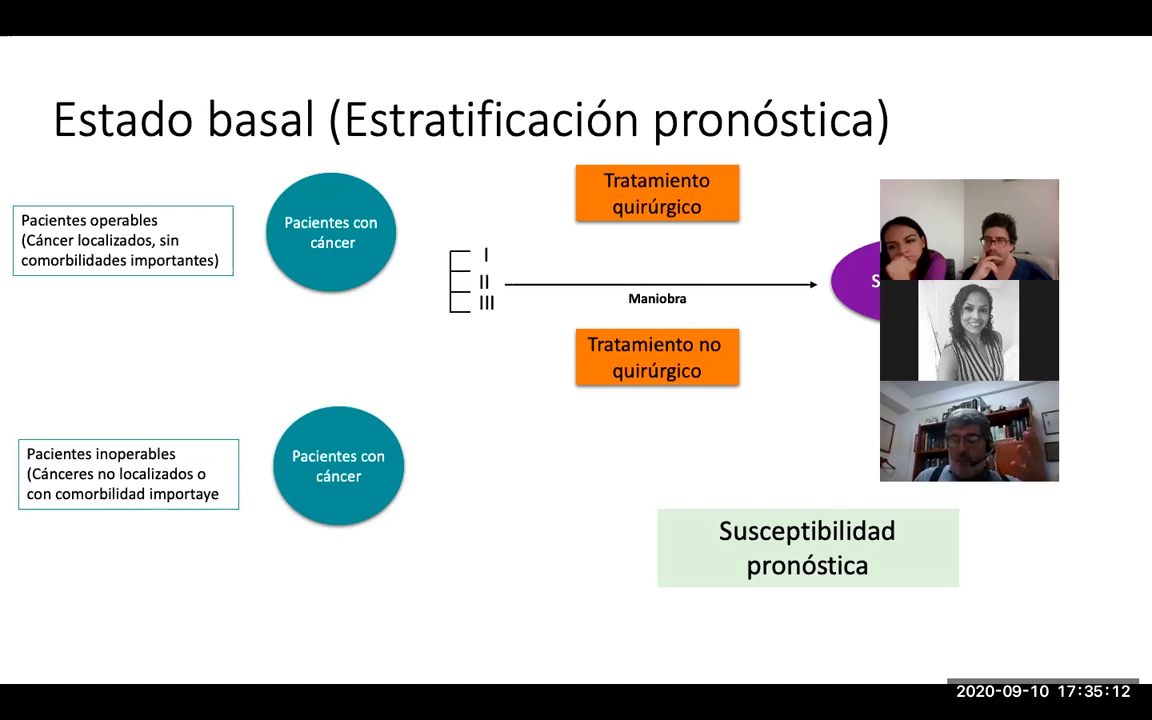 Estado basal (Estratificación pronóstica)
Pacientes operables
(Cáncer localizados, sin
comorbilidades importantes)
Pacientes con
cáncer
I
II
III
Tratamiento
quirúrgico
Maniobra
Tratamiento no
quirúrgico
S
Pacientes inoperables
(Cánceres no localizados o
con comorbilidad importaye
Pacientes con
cáncer
Susceptibilidad
pronóstica
2020-09-10 17:35:12